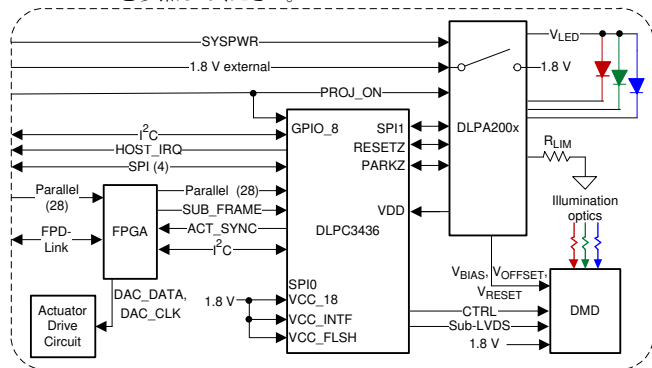 SYSPWR
1.8 V external
PROJ_ON
VLED
1.8 V
DLPA200x
I2C
HOST_IRQ
SPI (4)
GPIO_8
SPI1
RESETZ
PARKZ
VDD
DLPC3436
RLIM
Illumination
optics
Parallel
(28)
FPD-
Link
FPGA
Parallel (28)
SUB_FRAME
ACT_SYNC
I2C
SPI0
1.8 V
VCC_18
VCC_INTF
VCC_FLSH
DAC_DATA,
DAC_CLK
Actuator
Drive
Circuit
VBIAS, VOFFSET,
VRESET
CTRL
Sub-LVDS
1.8 V
DMD